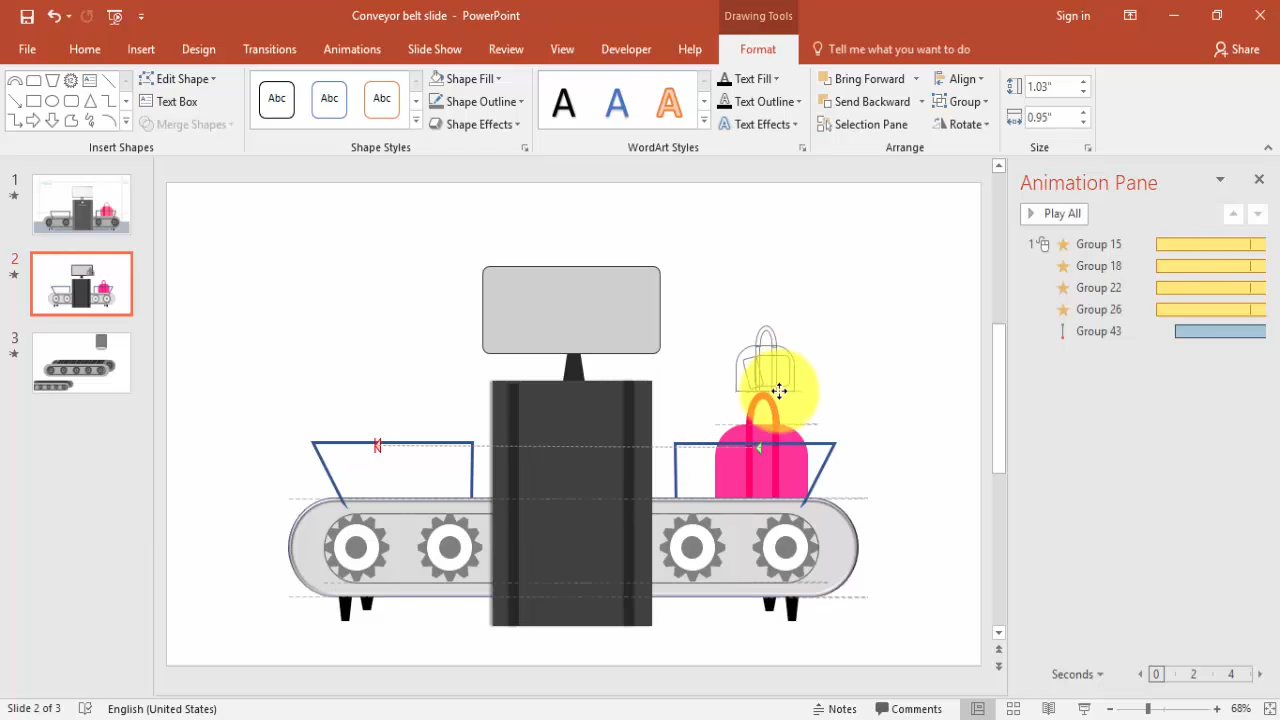 Conveyor belt slide - PowerPoint
Drawing Tools
Sign in
File Home Insert Design Transitions Animations Slide Show Review View Developer Help Format Tell me what you want to do Share
Edit Shape
Text Box
Merge Shapes
Insert Shapes
Abc Abc Abc
Shape Fill
Shape Outline
Shape Effects
Shape Styles
A A A
Text Fill
Text Outline
Text Effects
WordArt Styles
Bring Forward
Send Backward
Selection Pane
Align
Group
Rotate
Arrange
1.03"
0.95"
Size
1
2
3
Animation Pane
Play All
1 Group 15
Group 18
Group 22
Group 26
Group 43
Seconds 0 2 4
Slide 2 of 3 English (United States) Notes Comments 68%